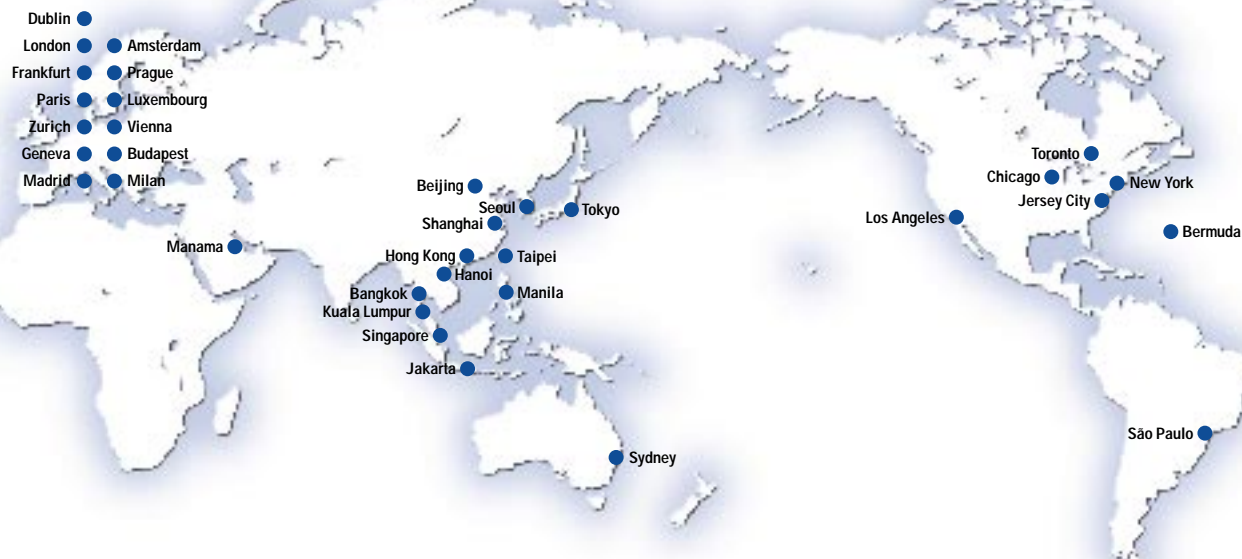 Dublin
London Amsterdam
Frankfurt Prague
Paris Luxembourg
Zurich Vienna
Geneva Budapest
Madrid Milan
Manama
Beijing
Seoul
Tokyo
Shanghai
Hong Kong
Taipei
Hanoi
Bangkok
Manila
Kuala Lumpur
Singapore
Jakarta
Sydney
Toronto
Chicago
New York
Jersey City
Los Angeles
Bermuda
São Paulo